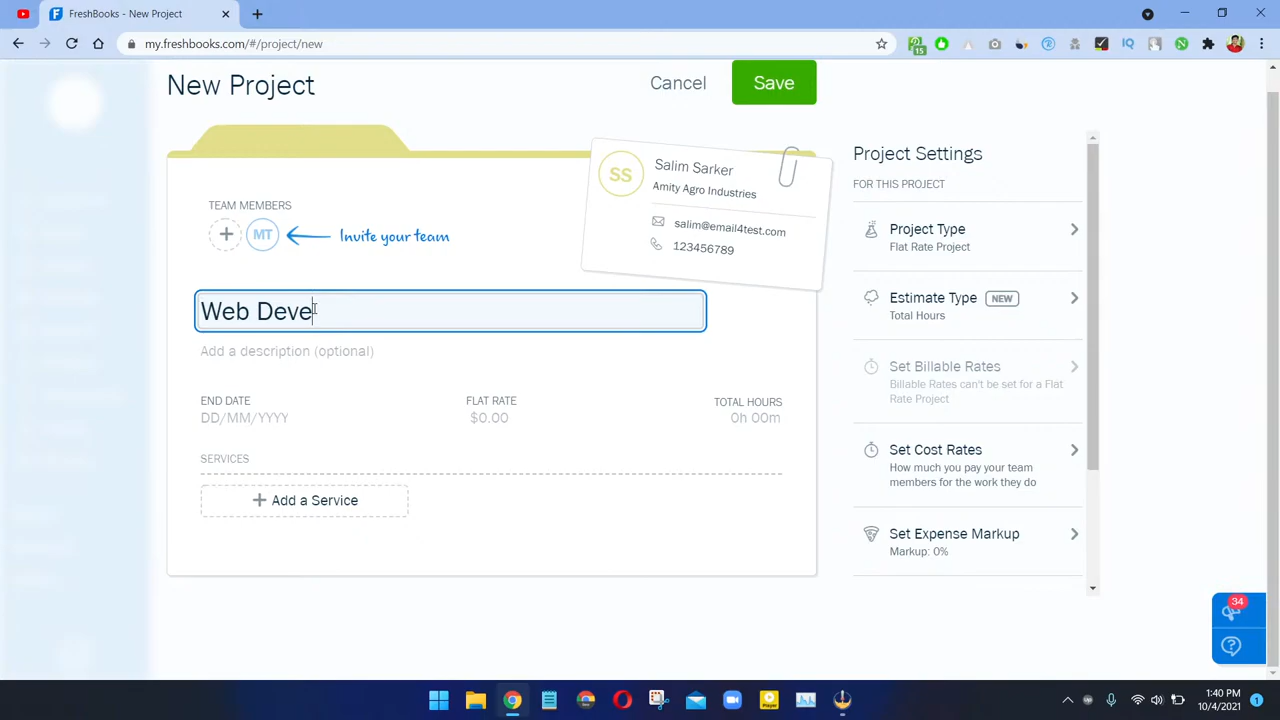 FreshBooks - New Project
my.freshbooks.com/#/project/new
15
New Project
Cancel
Save
TEAM MEMBERS
MT
Invite your team
SS
Salim Sarker
Amity Agro Industries
salim@email4test.com
123456789
Web Deve
Add a description (optional)
END DATE
DD/MM/YYYY
FLAT RATE
$0.00
TOTAL HOURS
0h 00m
SERVICES
Add a Service
Project Settings
FOR THIS PROJECT
Project Type
Flat Rate Project
Estimate Type NEW
Total Hours
Set Billable Rates
Billable Rates can't be set for a Flat
Rate Project
Set Cost Rates
How much you pay your team
members for the work they do
Set Expense Markup
Markup: 0%
34
1:40 PM
10/4/2021
1